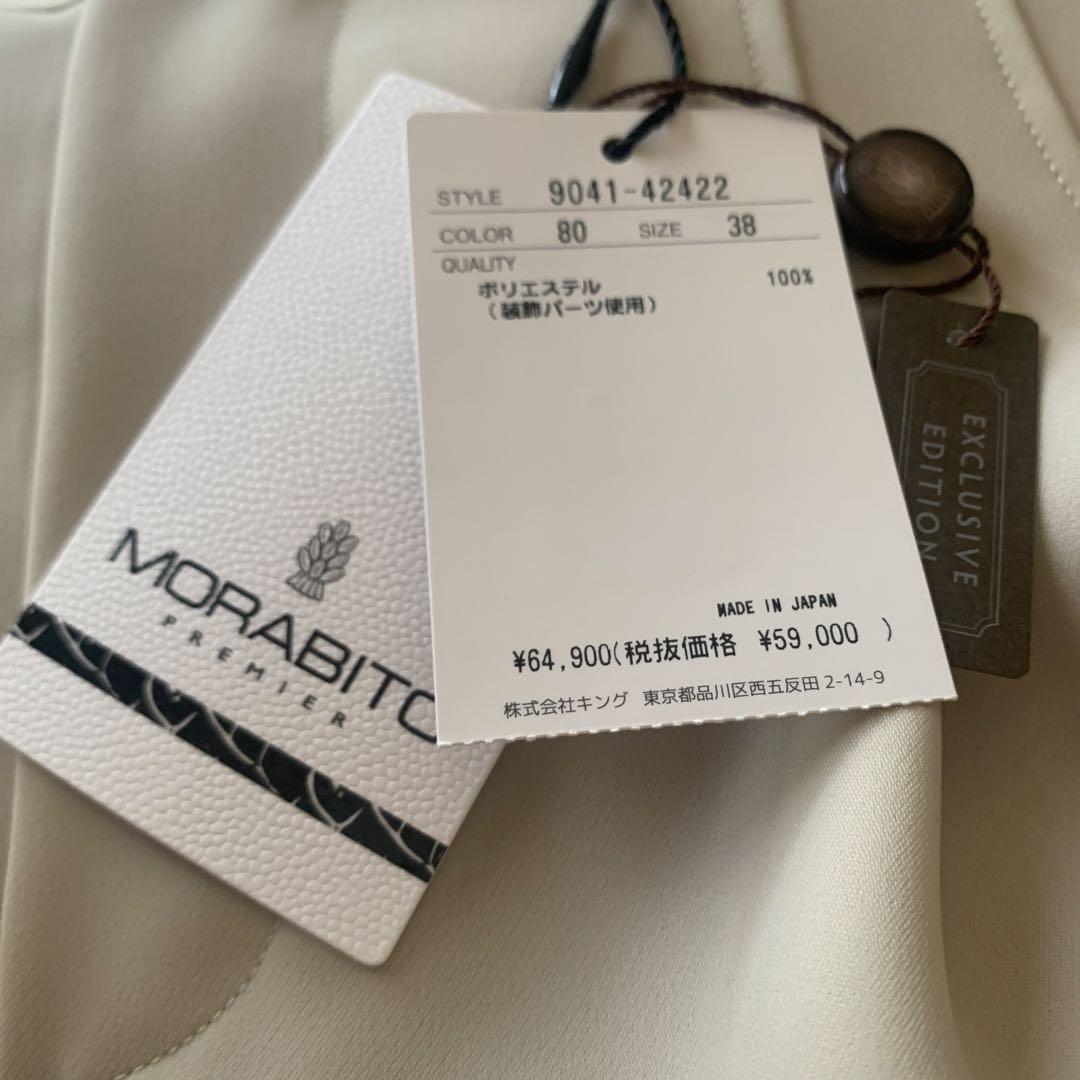 STYLE 9041-42422
COLOR 80 SIZE 38
QUALITY
ポリエステル 100%
(装飾パーツ使用)
MADE IN JAPAN
¥64,900(税抜価格 ¥59,000 )
株式会社キング 東京都品川区西五反田 2-14-9
MORABITO
PREMIER
EXCLUSIVE
EDITION